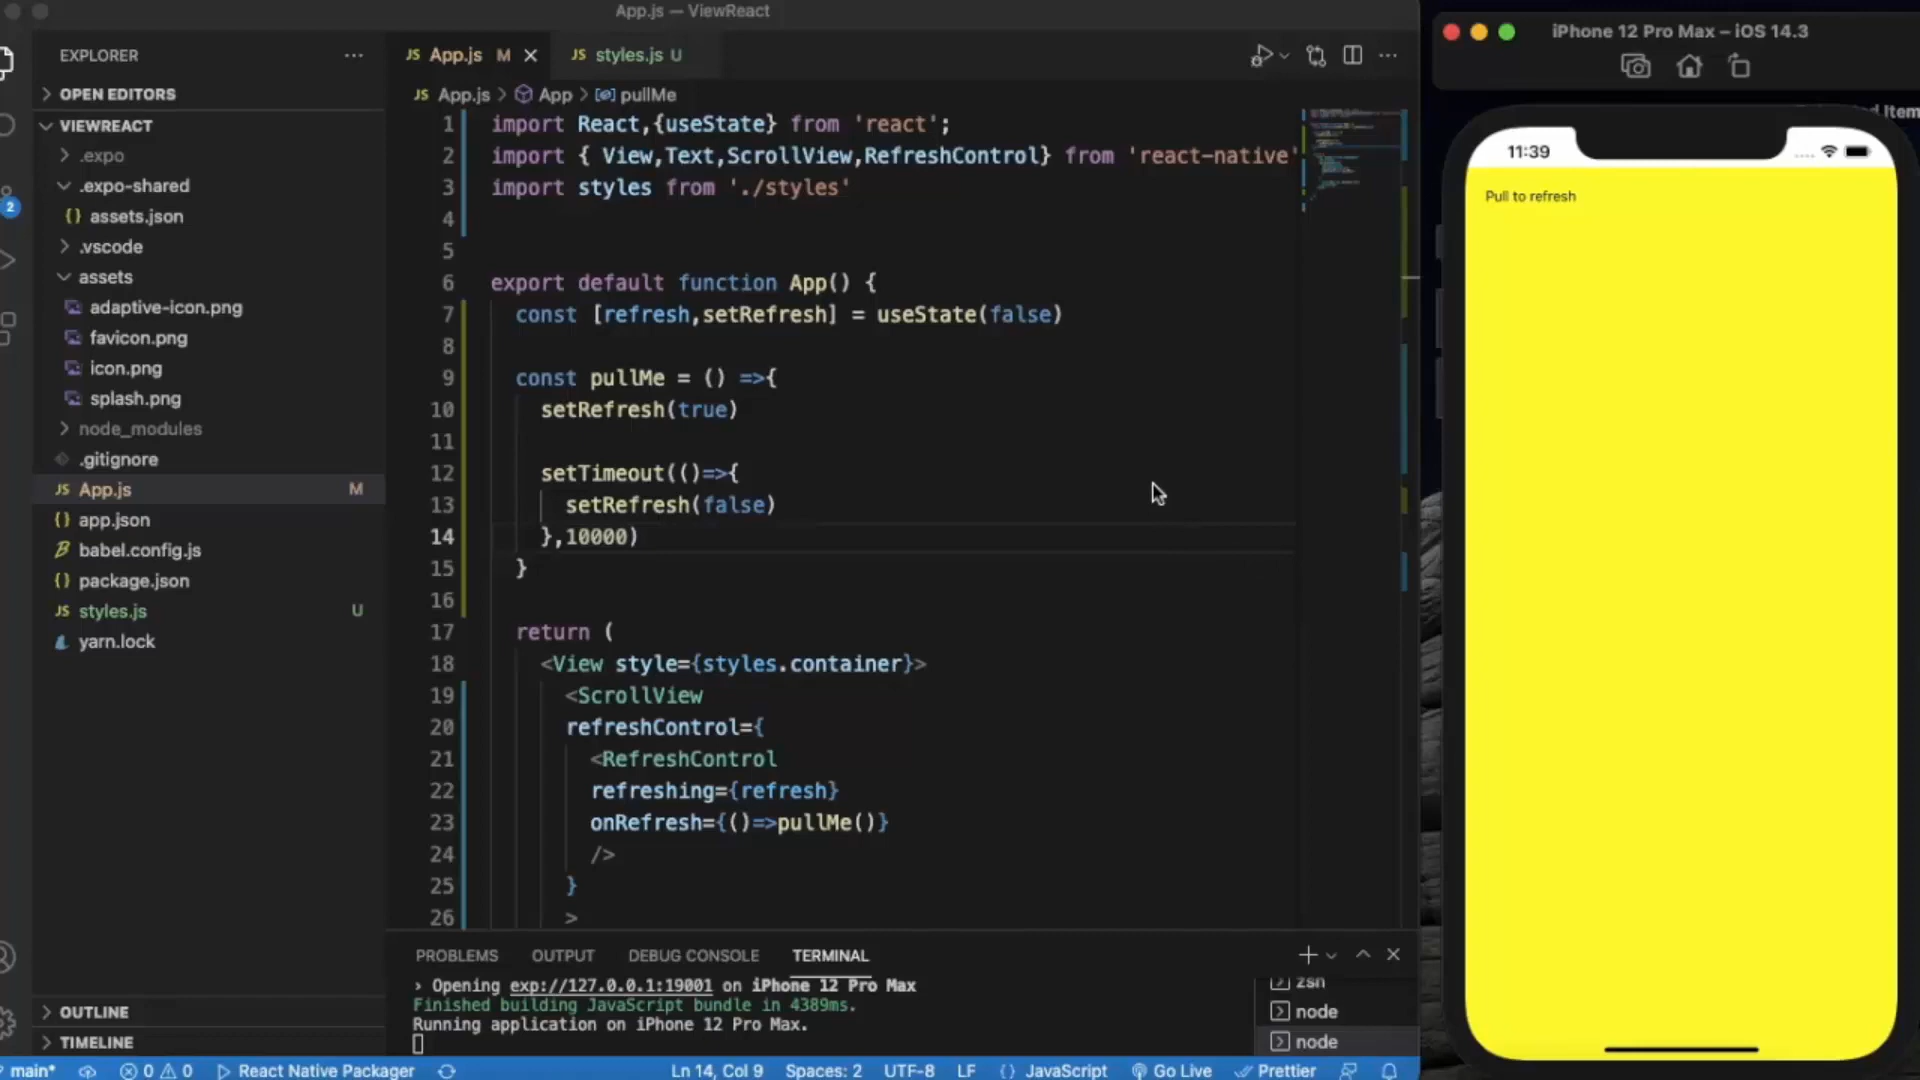 App.js — ViewReact
EXPLORER
OPEN EDITORS
VIEWREACT
.expo
.expo-shared
{} assets.json
.vscode
assets
adaptive-icon.png
favicon.png
icon.png
splash.png
node_modules
.gitignore
JS App.js M
{} app.json
babel.config.js
{} package.json
JS styles.js U
yarn.lock
OUTLINE
TIMELINE
2
JS App.js M
JS styles.js U
JS App.js > App > pullMe
1 import React,{useState} from 'react';
2 import { View,Text,ScrollView,RefreshControl} from 'react-native'
3 import styles from './styles'
4
5
6 export default function App() {
7 const [refresh,setRefresh] = useState(false)
8
9 const pullMe = () =>{
10 setRefresh(true)
11
12 setTimeout(()=>{
13 setRefresh(false)
14 },10000)
15 }
16
17 return (
18 <View style={styles.container}>
19 <ScrollView
20 refreshControl={
21 <RefreshControl
22 refreshing={refresh}
23 onRefresh={()=>pullMe()}
24 />
25 }
26 >
PROBLEMS OUTPUT DEBUG CONSOLE TERMINAL
› Opening exp://127.0.0.1:19001 on iPhone 12 Pro Max
Finished building JavaScript bundle in 4389ms.
Running application on iPhone 12 Pro Max.
zsh
node
node
main* 0 0 React Native Packager Ln 14, Col 9 Spaces: 2 UTF-8 LF {} JavaScript Go Live Prettier
iPhone 12 Pro Max – iOS 14.3
11:39
Pull to refresh